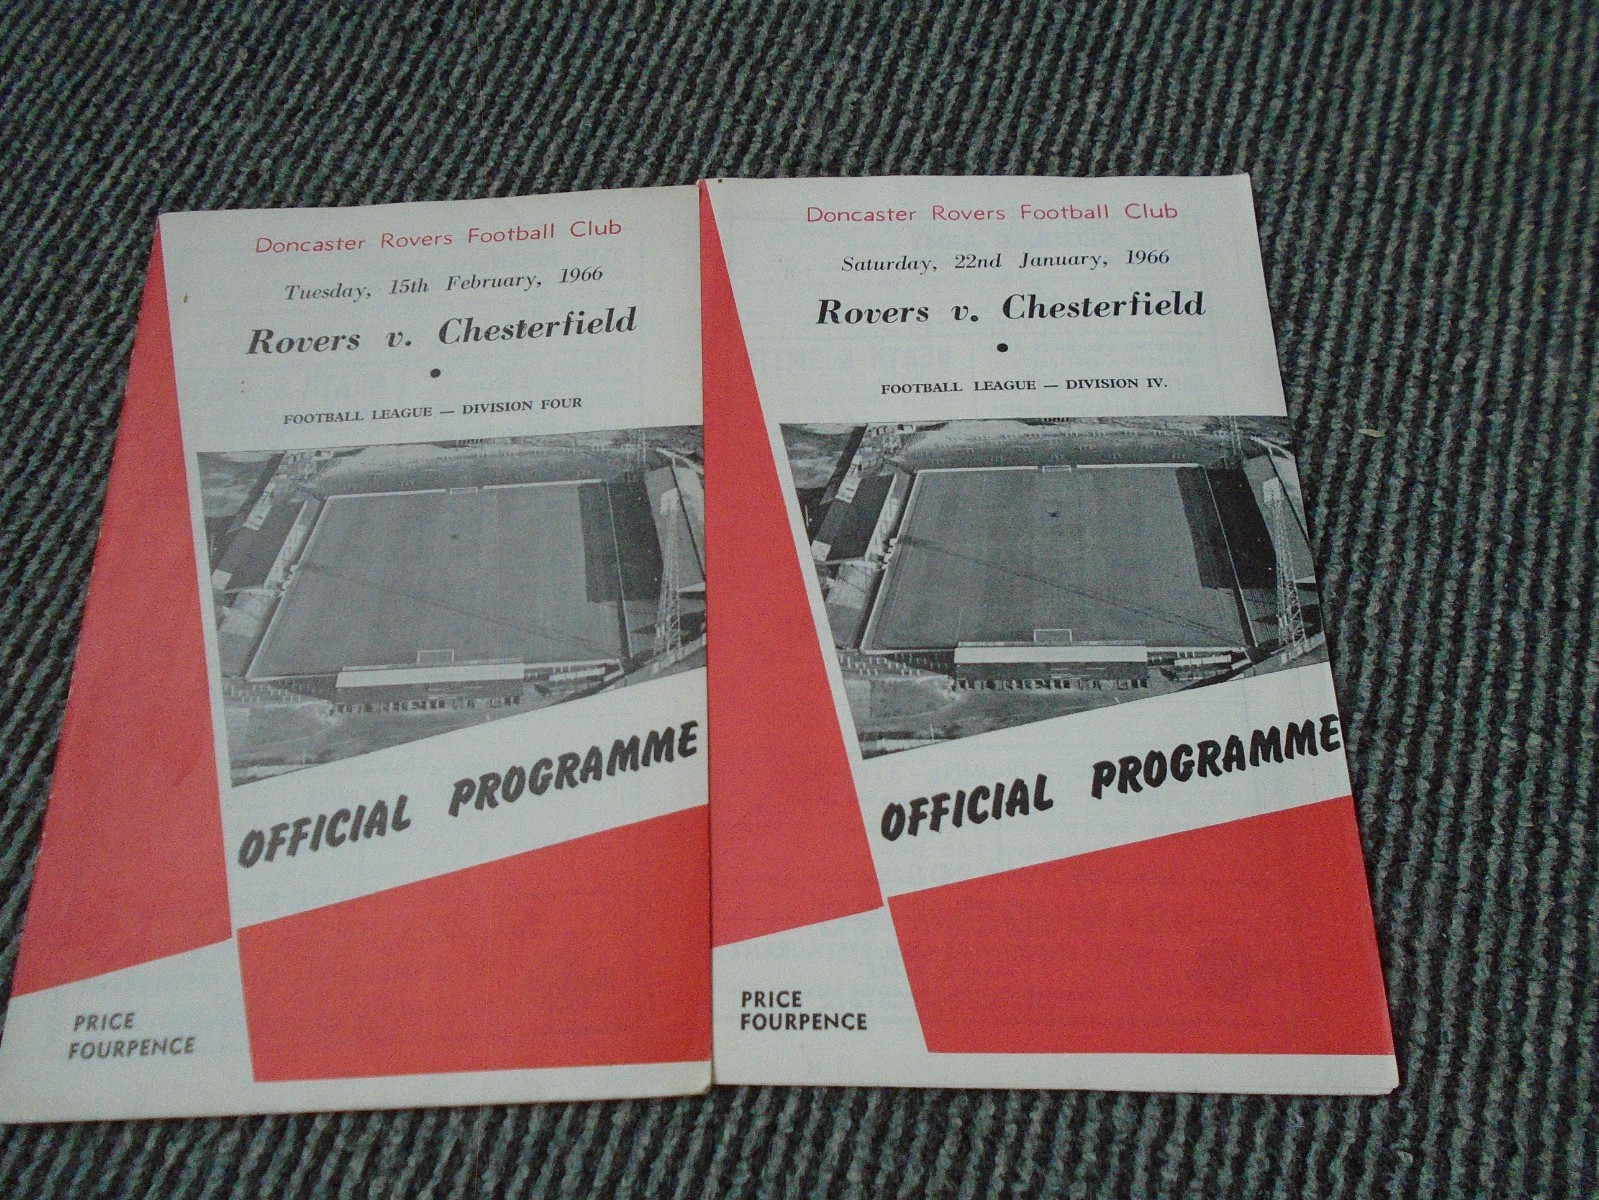 Doncaster Rovers Football Club
Tuesday, 15th February, 1966
Rovers v. Chesterfield
FOOTBALL LEAGUE — DIVISION FOUR
OFFICIAL PROGRAMME
PRICE
FOURPENCE
Doncaster Rovers Football Club
Saturday, 22nd January, 1966
Rovers v. Chesterfield
FOOTBALL LEAGUE — DIVISION IV.
OFFICIAL PROGRAMME
PRICE
FOURPENCE